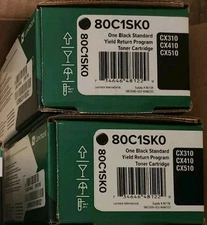 80C1SK0
One Black Standard
Yield Return Program
Toner Cartridge
CX310
CX410
CX510
80C1SK0
One Black Standard
Yield Return Program
Toner Cartridge
CX310
CX410
CX510